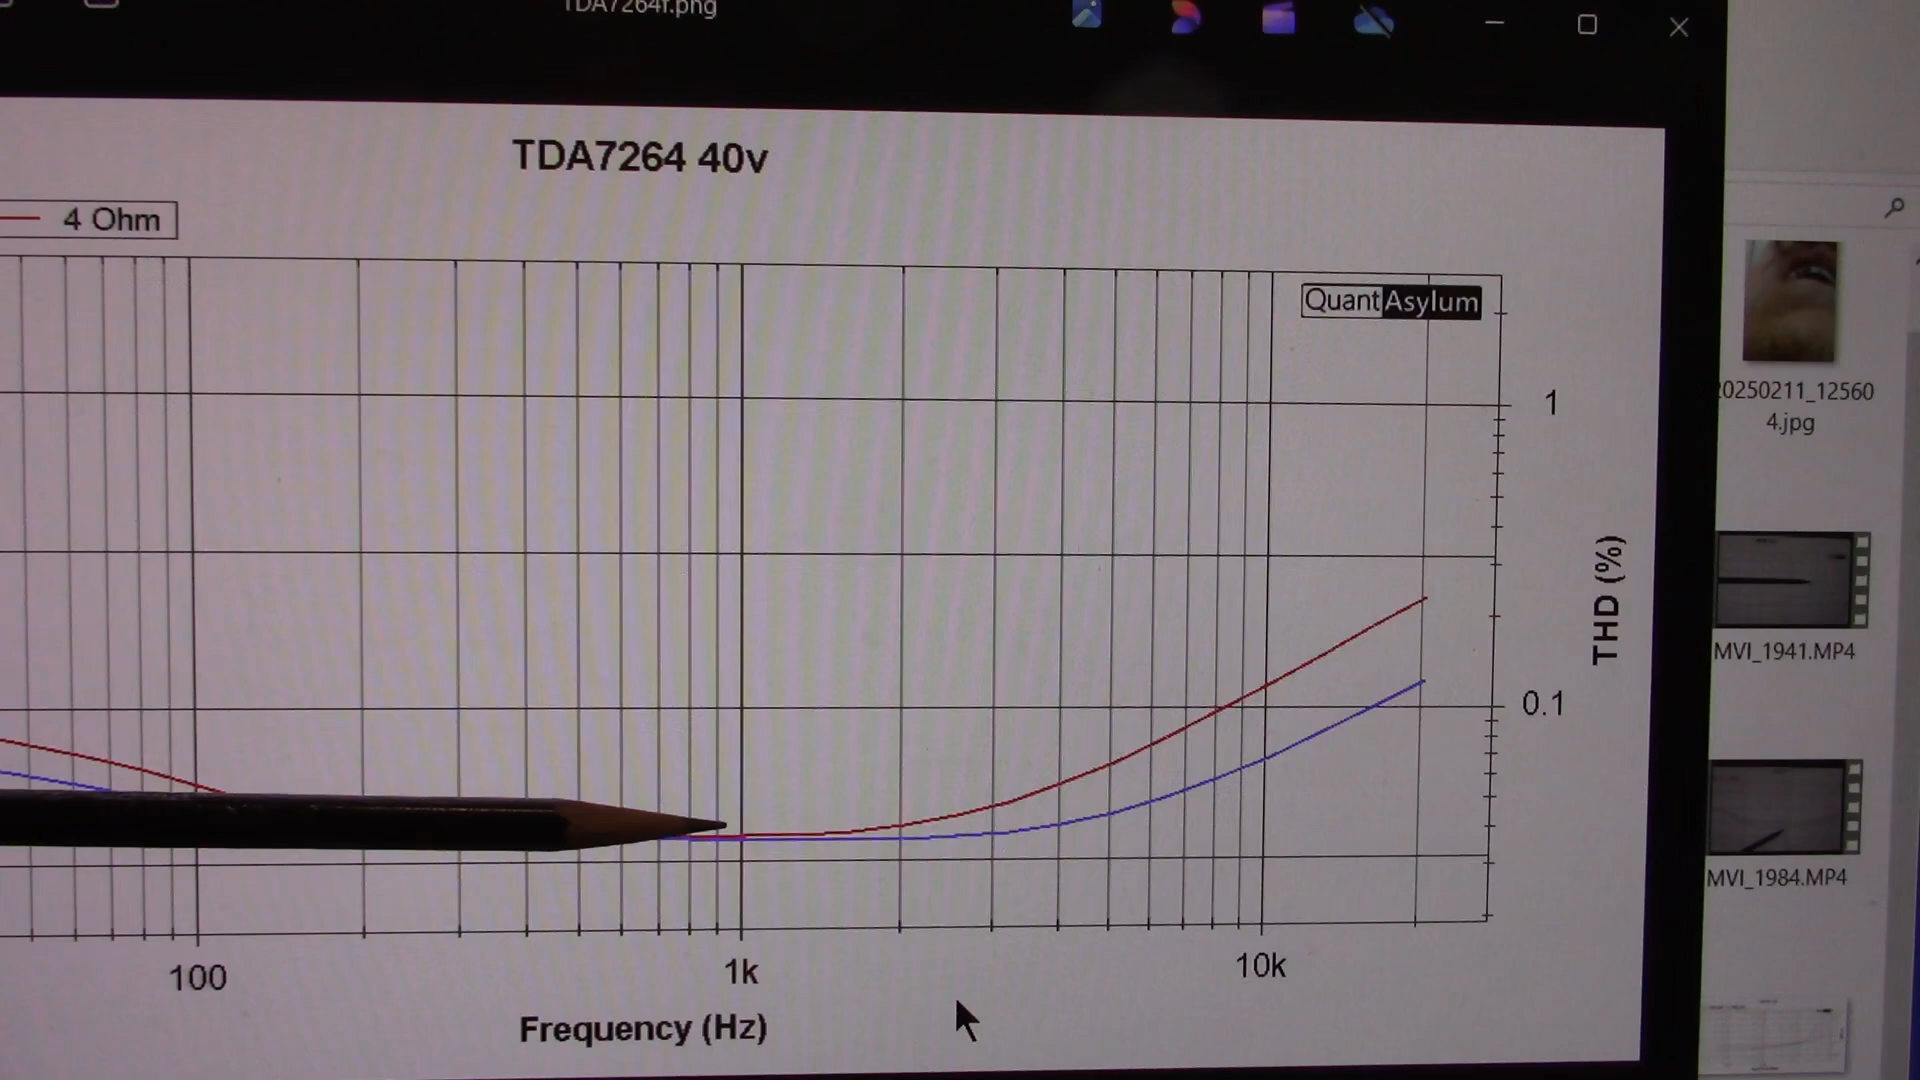 TDA7264f.png
TDA7264 40v
4 Ohm
QuantAsylum
1
0.1
THD (%)
100
1k
10k
Frequency (Hz)
20250211_12560
4.jpg
MVI_1941.MP4
MVI_1984.MP4